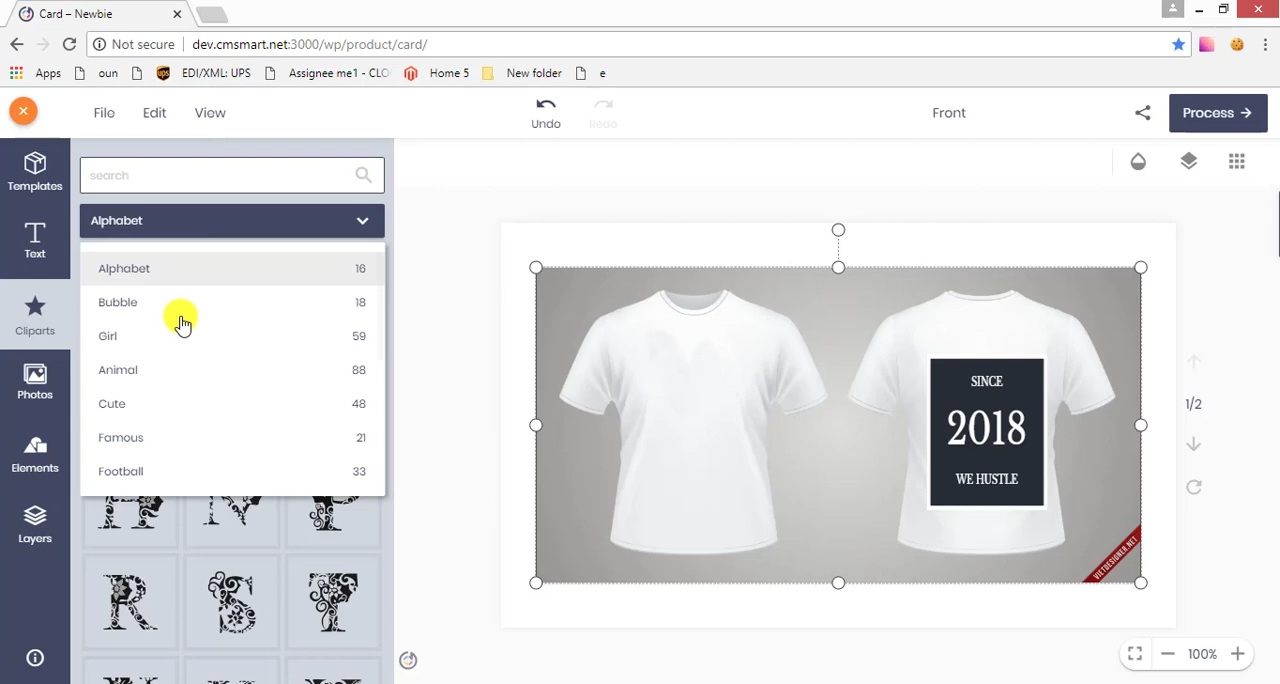 Card – Newbie
Not secure dev.cmsmart.net:3000/wp/product/card/
Apps oun EDI/XML: UPS Assignee me1 - CLO Home 5 New folder e
File Edit View Undo Redo Front Process
Templates
Text
Cliparts
Photos
Elements
Layers
search
Alphabet
Alphabet 16
Bubble 18
Girl 59
Animal 88
Cute 48
Famous 21
Football 33
R S T
SINCE
2018
WE HUSTLE
VIETDESIGNER.NET
1/2
100%